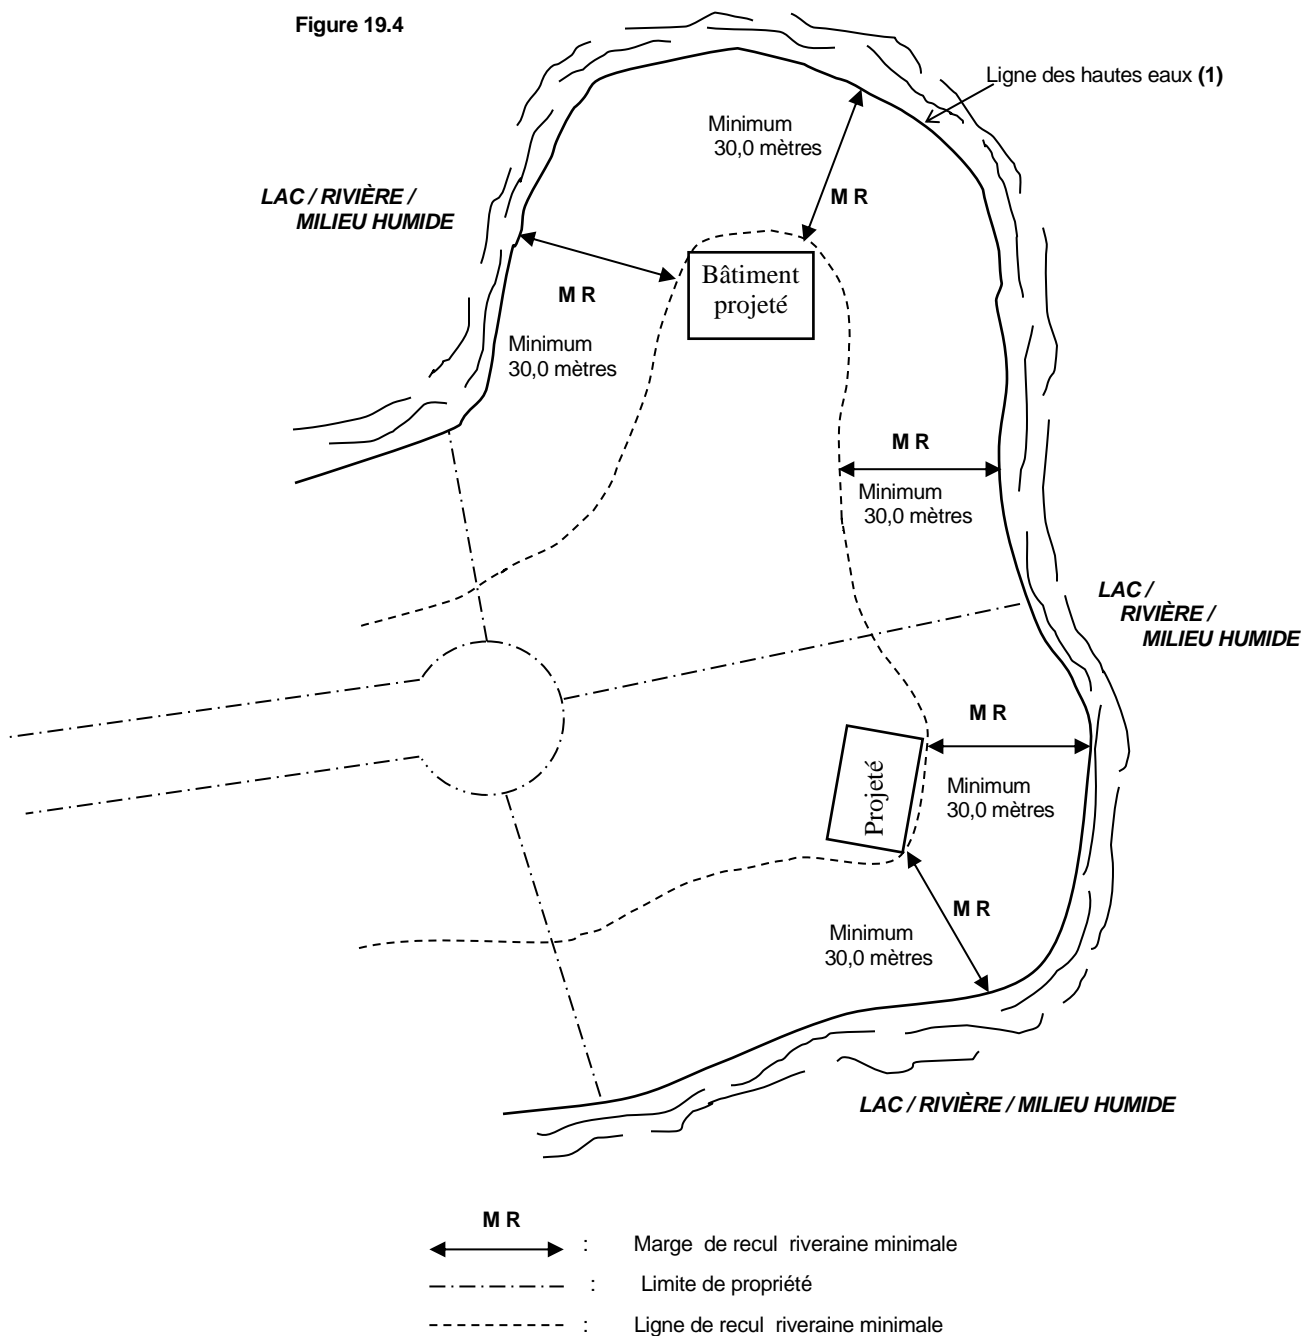 Figure 19.4
Ligne des hautes eaux (1)
Minimum
30,0 mètres
M R
LAC / RIVIÈRE /
MILIEU HUMIDE
Bâtiment
projeté
M R
Minimum
30,0 mètres
M R
Minimum
30,0 mètres
LAC /
RIVIÈRE /
MILIEU HUMIDE
M R
Projeté
Minimum
30,0 mètres
M R
Minimum
30,0 mètres
LAC / RIVIÈRE / MILIEU HUMIDE
M R
: Marge de recul riveraine minimale
: Limite de propriété
: Ligne de recul riveraine minimale